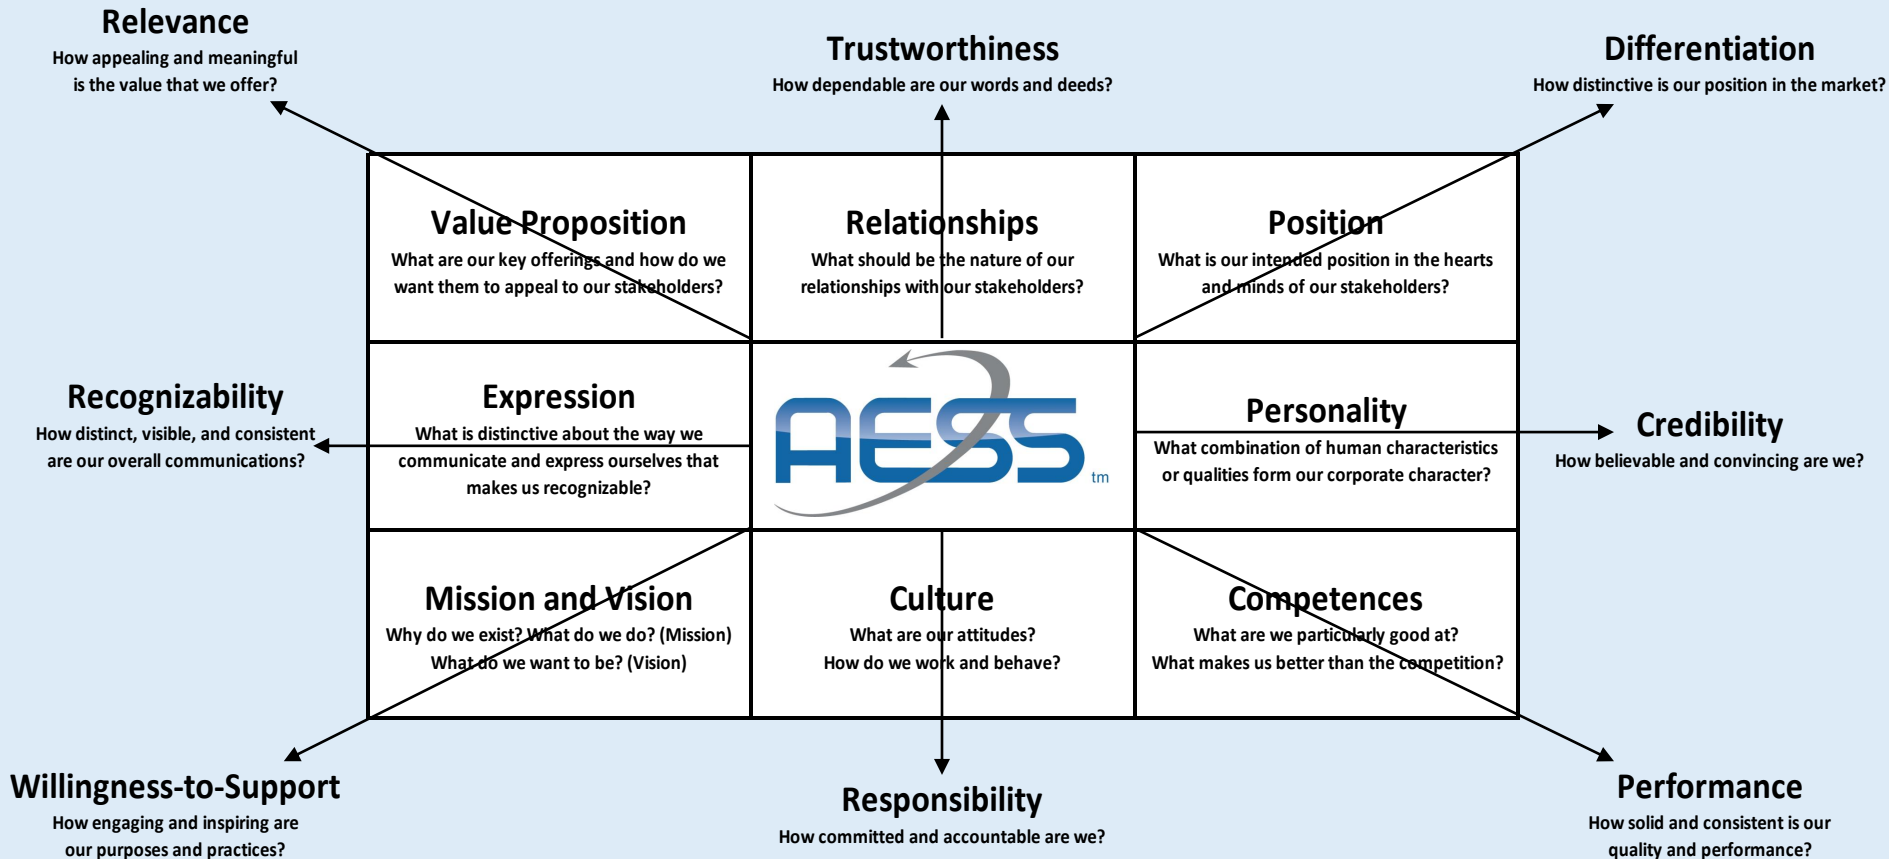 Relevance
How appealing and meaningful
is the value that we offer?
Trustworthiness
How dependable are our words and deeds?
Differentiation
How distinctive is our position in the market?
Value Proposition
What are our key offerings and how do we
want them to appeal to our stakeholders?
Relationships
What should be the nature of our
relationships with our stakeholders?
Position
What is our intended position in the hearts
and minds of our stakeholders?
Recognizability
How distinct, visible, and consistent
are our overall communications?
Expression
What is distinctive about the way we
communicate and express ourselves that
makes us recognizable?
AESS
tm
Personality
What combination of human characteristics
or qualities form our corporate character?
Credibility
How believable and convincing are we?
Mission and Vision
Why do we exist? What do we do? (Mission)
What do we want to be? (Vision)
Culture
What are our attitudes?
How do we work and behave?
Competences
What are we particularly good at?
What makes us better than the competition?
Willingness-to-Support
How engaging and inspiring are
our purposes and practices?
Responsibility
How committed and accountable are we?
Performance
How solid and consistent is our
quality and performance?